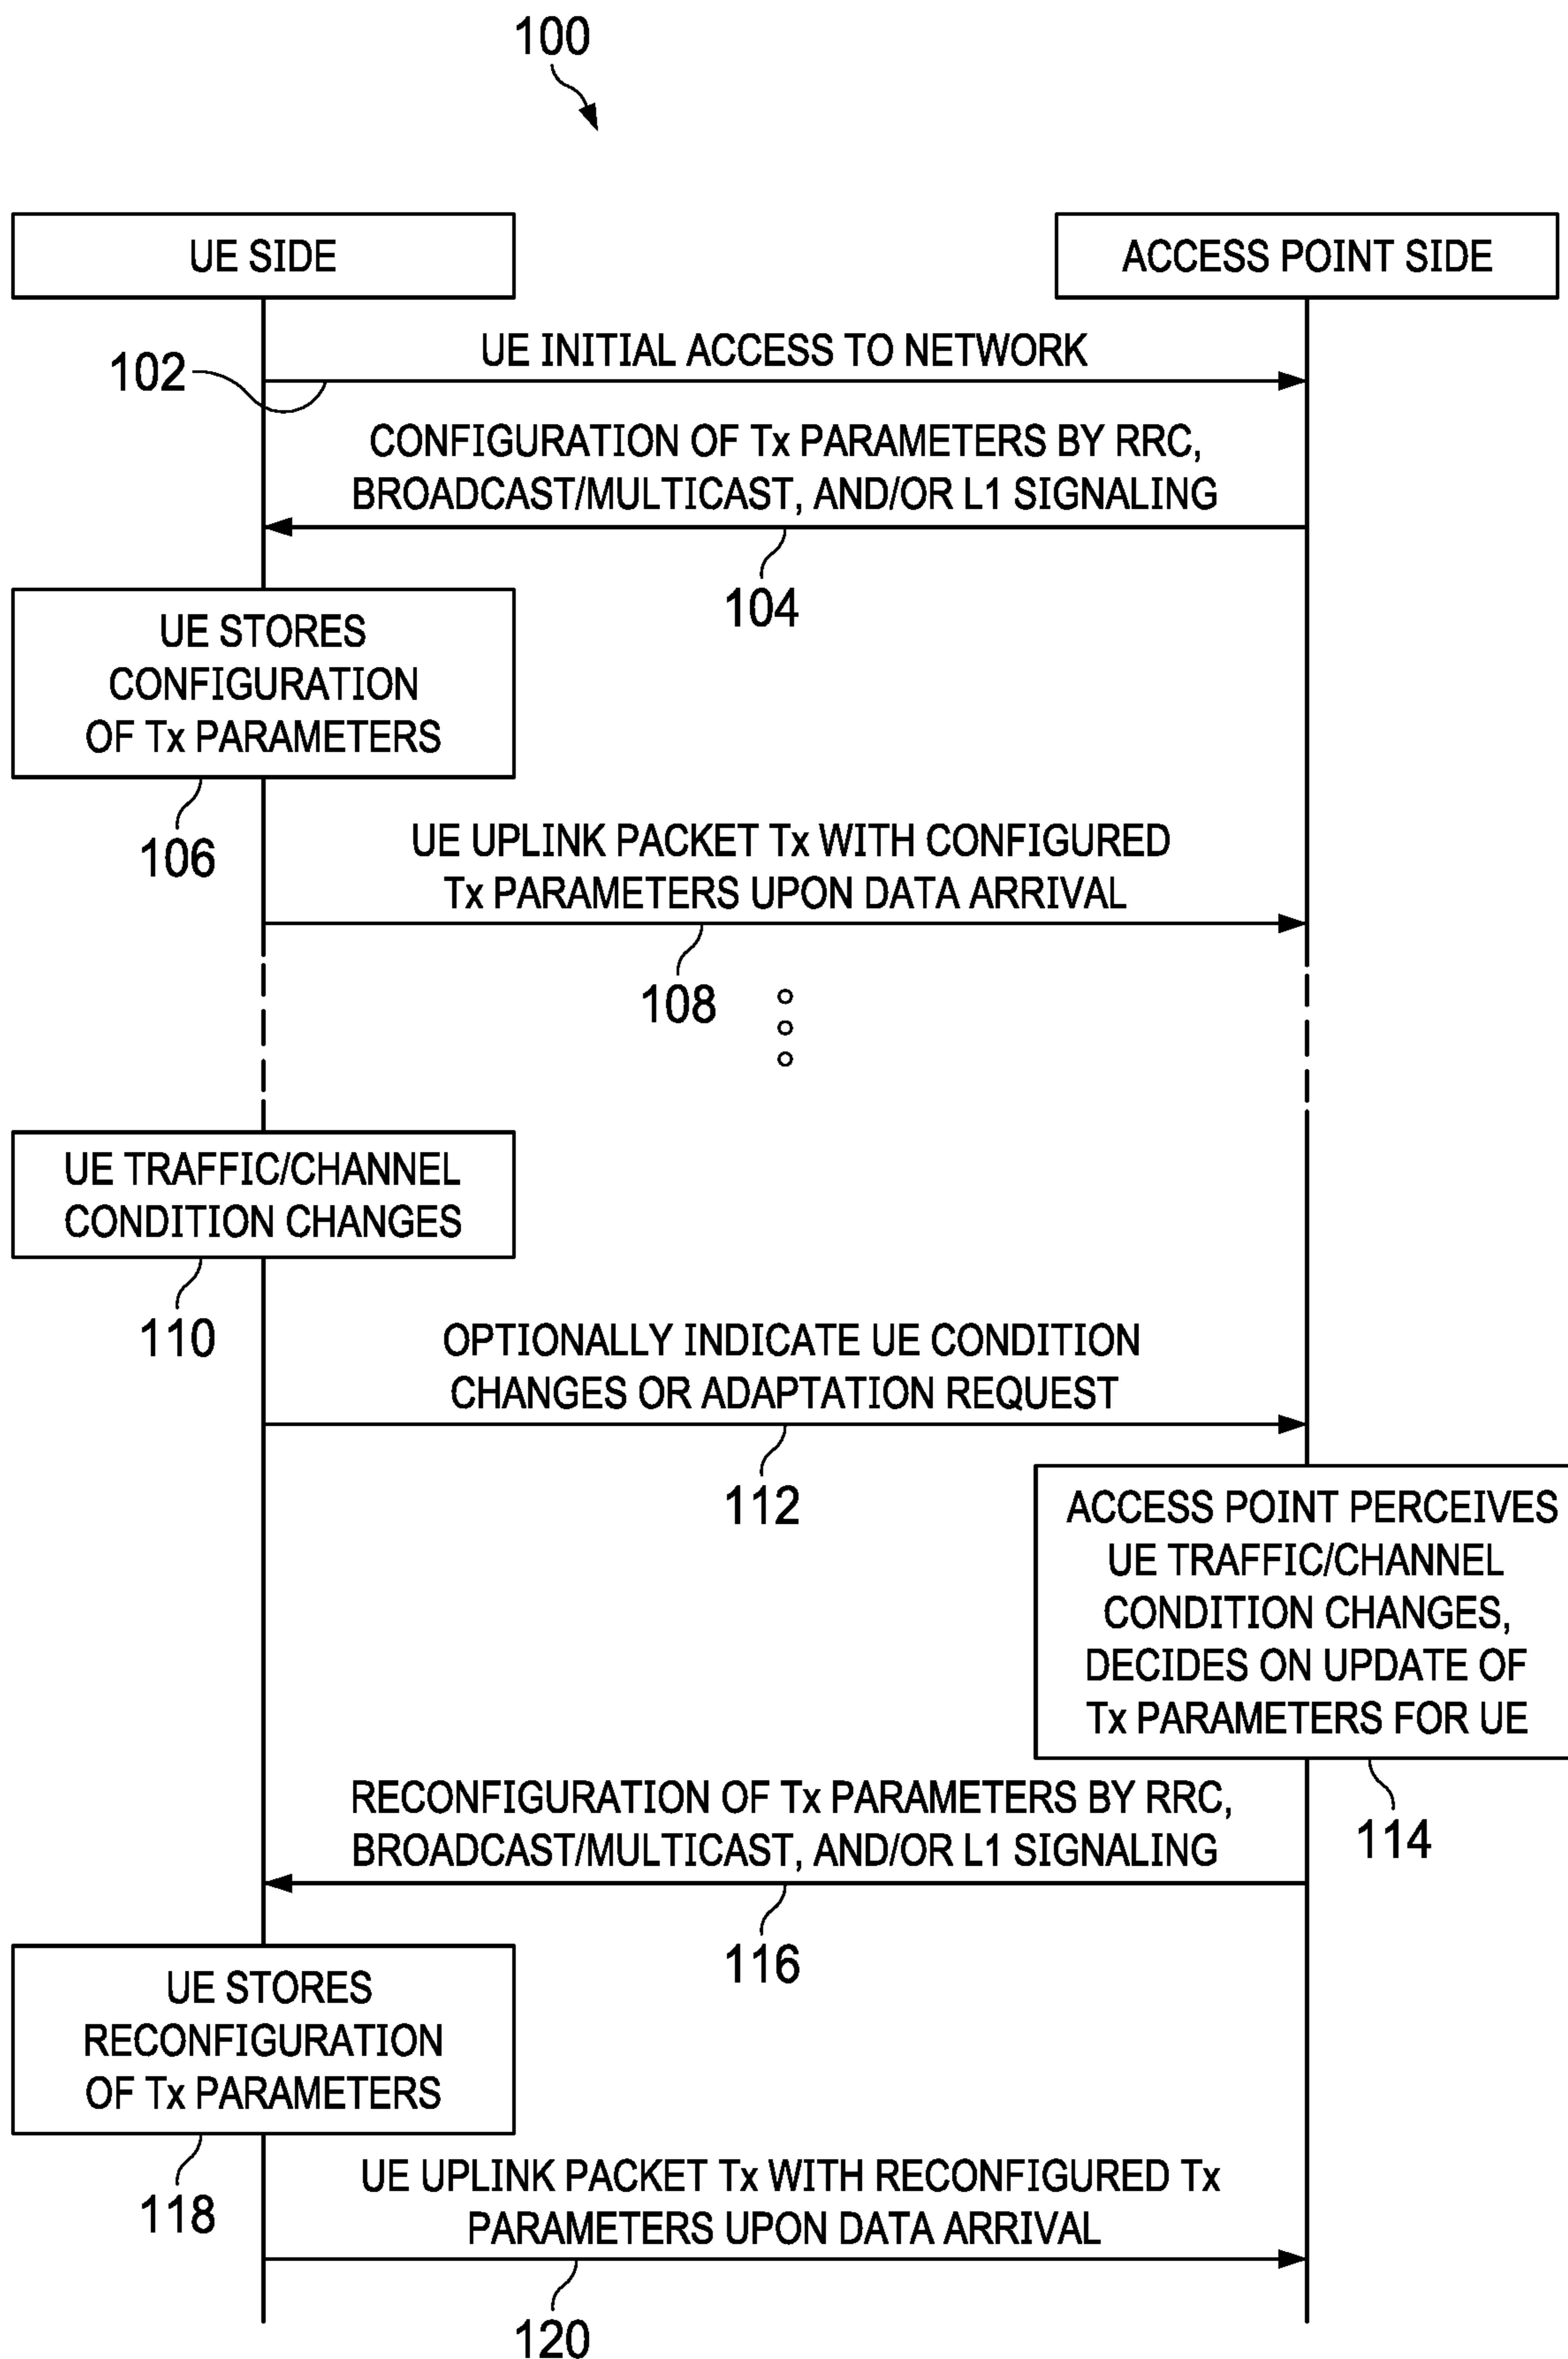 100
UE SIDE
ACCESS POINT SIDE
UE INITIAL ACCESS TO NETWORK
102
CONFIGURATION OF Tx PARAMETERS BY RRC,
BROADCAST/MULTICAST, AND/OR L1 SIGNALING
104
UE STORES
CONFIGURATION
OF Tx PARAMETERS
106
UE UPLINK PACKET Tx WITH CONFIGURED
Tx PARAMETERS UPON DATA ARRIVAL
108
UE TRAFFIC/CHANNEL
CONDITION CHANGES
110
OPTIONALLY INDICATE UE CONDITION
CHANGES OR ADAPTATION REQUEST
112
ACCESS POINT PERCEIVES
UE TRAFFIC/CHANNEL
CONDITION CHANGES,
DECIDES ON UPDATE OF
Tx PARAMETERS FOR UE
114
RECONFIGURATION OF Tx PARAMETERS BY RRC,
BROADCAST/MULTICAST, AND/OR L1 SIGNALING
116
UE STORES
RECONFIGURATION
OF Tx PARAMETERS
118
UE UPLINK PACKET Tx WITH RECONFIGURED Tx
PARAMETERS UPON DATA ARRIVAL
120